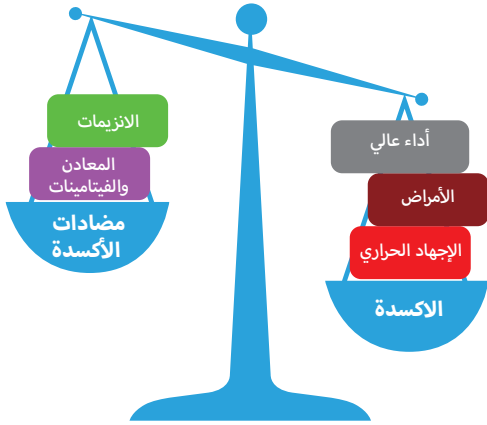 أداء عالي
الأمراض
الإجهاد الحراري
الاكسدة
الانزيمات
المعادن
والفيتامينات
مضادات
الأكسدة